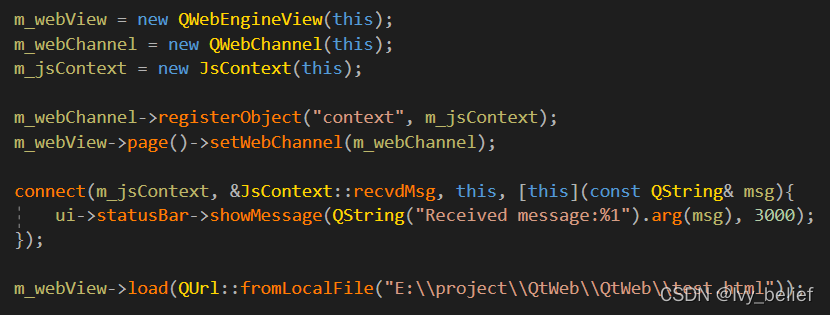 m_webView = new QWebEngineView(this);
m_webChannel = new QWebChannel(this);
m_jsContext = new JsContext(this);
m_webChannel->registerObject("context", m_jsContext);
m_webView->page()->setWebChannel(m_webChannel);
connect(m_jsContext, &JsContext::recvdMsg, this, [this](const QString& msg){
    ui->statusBar->showMessage(QString("Received message:%1").arg(msg), 3000);
});
m_webView->load(QUrl::fromLocalFile("E:\\project\\QtWeb\\QtWeb\\test.html"));
CSDN @Ivy_belief